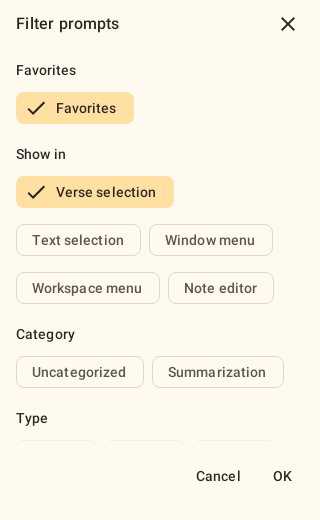 Filter prompts
Favorites
Favorites
Show in
Verse selection
Text selection Window menu
Workspace menu Note editor
Category
Uncategorized Summarization
Type
Cancel OK